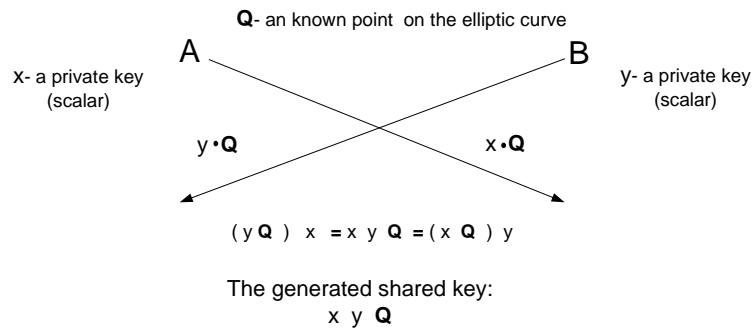 Q- an known point on the elliptic curve
A
B
x- a private key
(scalar)
y- a private key
(scalar)
y · Q
x · Q
( y Q ) x = x y Q = ( x Q ) y
The generated shared key:
x y Q